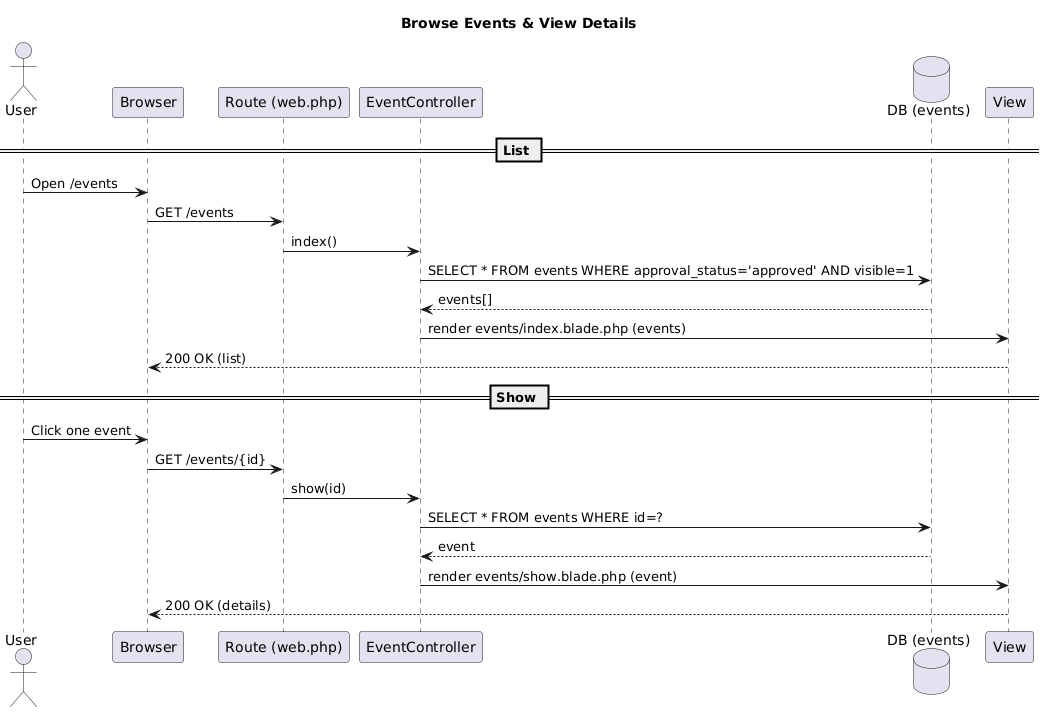 Browse Events & View Details
User
Browser
Route (web.php)
EventController
DB (events)
View
List
Open /events
GET /events
index()
SELECT * FROM events WHERE approval_status='approved' AND visible=1
events[]
render events/index.blade.php (events)
200 OK (list)
Show
Click one event
GET /events/{id}
show(id)
SELECT * FROM events WHERE id=?
event
render events/show.blade.php (event)
200 OK (details)
User
Browser
Route (web.php)
EventController
DB (events)
View